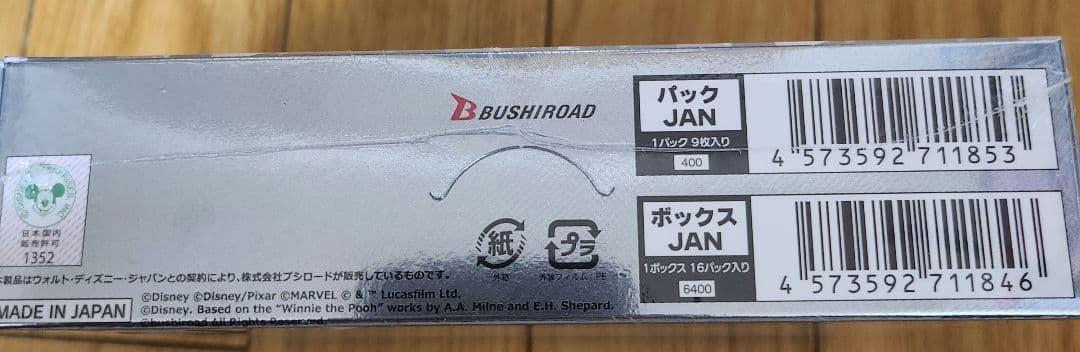 BUSHIROAD
パック
JAN
1パック 9枚入り
400
4 573592 711853
ボックス
JAN
1ボックス 16パック入り
6400
4 573592 711846
日本国内
販売許可
1352
紙
外箱
プラ
外装フィルム:PE
本製品はウォルト・ディズニー・ジャパンとの契約により、株式会社ブシロードが販売しているものです。
©Disney ©Disney/Pixar ©MARVEL © & ™ Lucasfilm Ltd.
©Disney. Based on the "Winnie the Pooh" works by A.A. Milne and E.H. Shepard.
©bushiroad All Rights Reserved.
MADE IN JAPAN